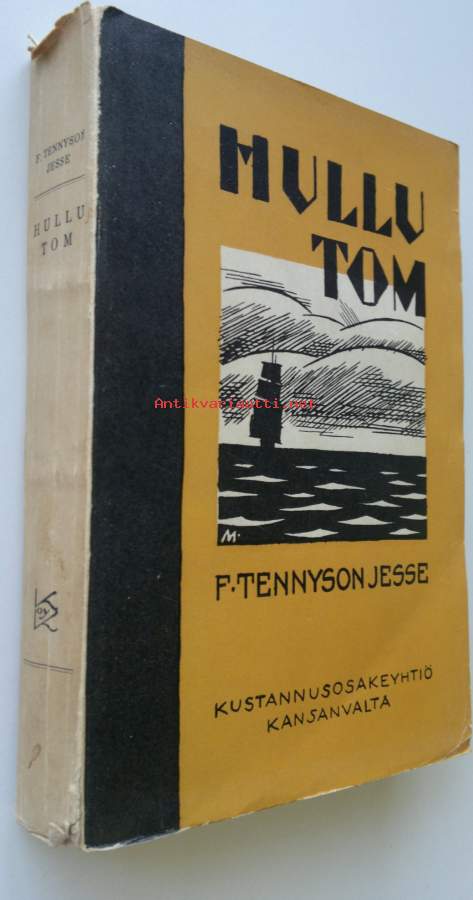 F. TENNYSON
JESSE
HULLU
TOM
HULLU
TOM
Antikvariaatti.net
M.
F. TENNYSON JESSE
KUSTANNUSOSAKEYHTIÖ
KANSANVALTA